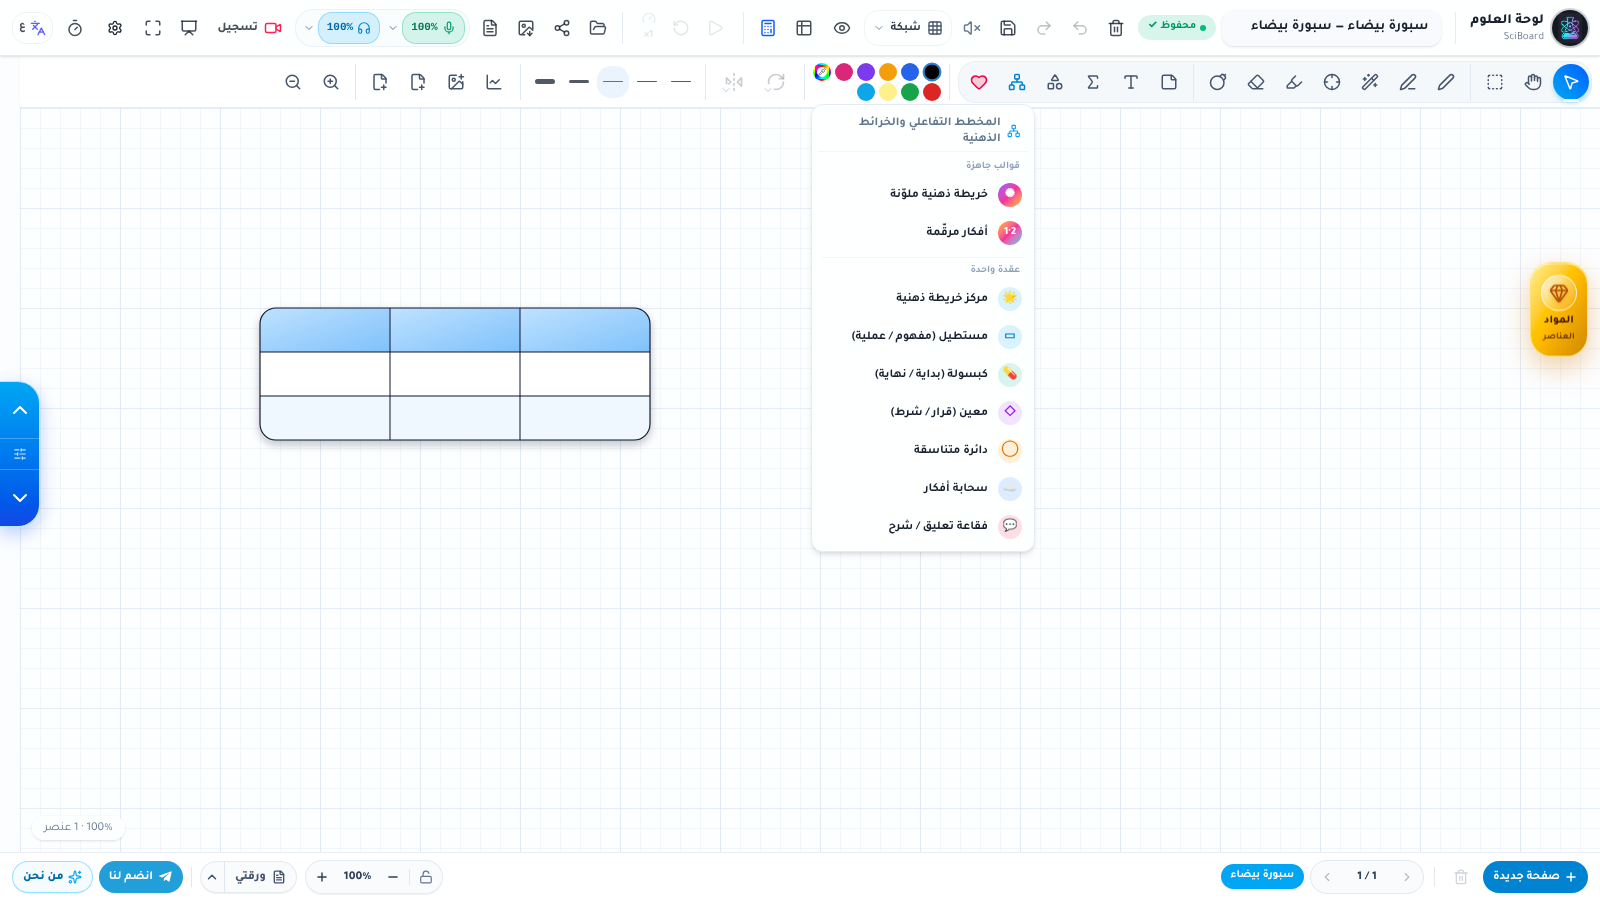 لوحة العلوم
SciBoard
سبورة بيضاء – سبورة بيضاء
محفوظ ✓
شبكة
x1
100%
100%
تسجيل
ع
المخطط التفاعلي والخرائط
الذهنية
قوالب جاهزة
خريطة ذهنية ملوّنة
1·2
أفكار مرقّمة
عقدة واحدة
مركز خريطة ذهنية
مستطيل (مفهوم / عملية)
كبسولة (بداية / نهاية)
معين (قرار / شرط)
دائرة متناسقة
سحابة أفكار
فقاعة تعليق / شرح
المواد
العناصر
100% · 1 عنصر
صفحة جديدة
1 / 1
سبورة بيضاء
100%
ورقتي
انضم لنا
من نحن